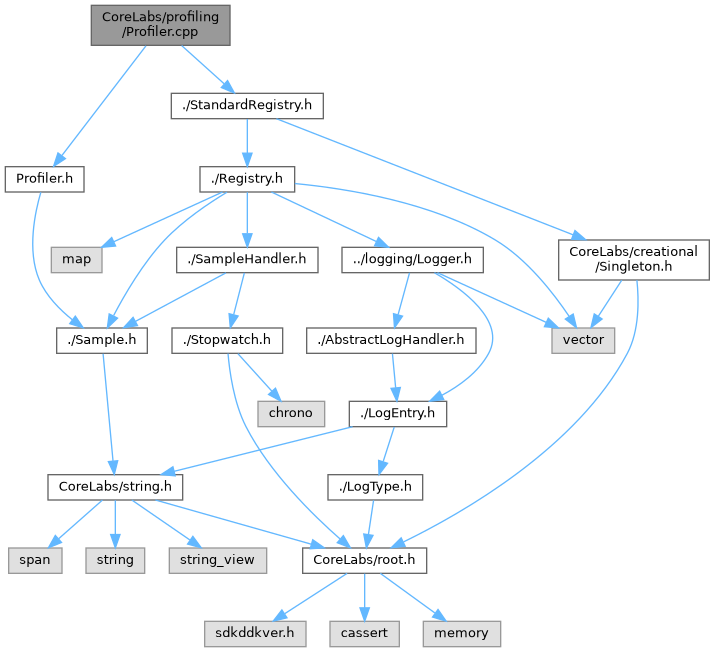 CoreLabs/profiling
/Profiler.cpp
./StandardRegistry.h
Profiler.h
./Registry.h
map
./SampleHandler.h
../logging/Logger.h
CoreLabs/creational
/Singleton.h
./Sample.h
./Stopwatch.h
./AbstractLogHandler.h
vector
chrono
./LogEntry.h
CoreLabs/string.h
./LogType.h
span
string
string_view
CoreLabs/root.h
sdkddkver.h
cassert
memory